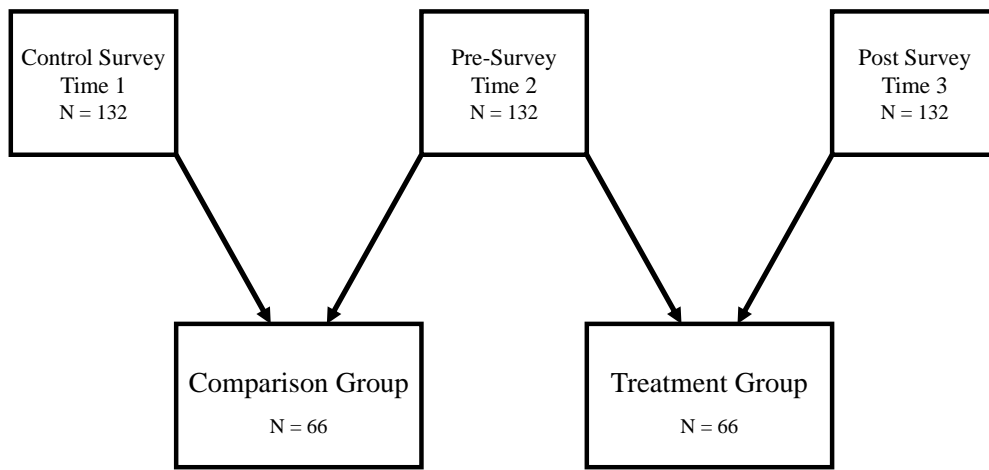 Control Survey
Time 1
N = 132
Pre-Survey
Time 2
N = 132
Post Survey
Time 3
N = 132
Comparison Group
N = 66
Treatment Group
N = 66